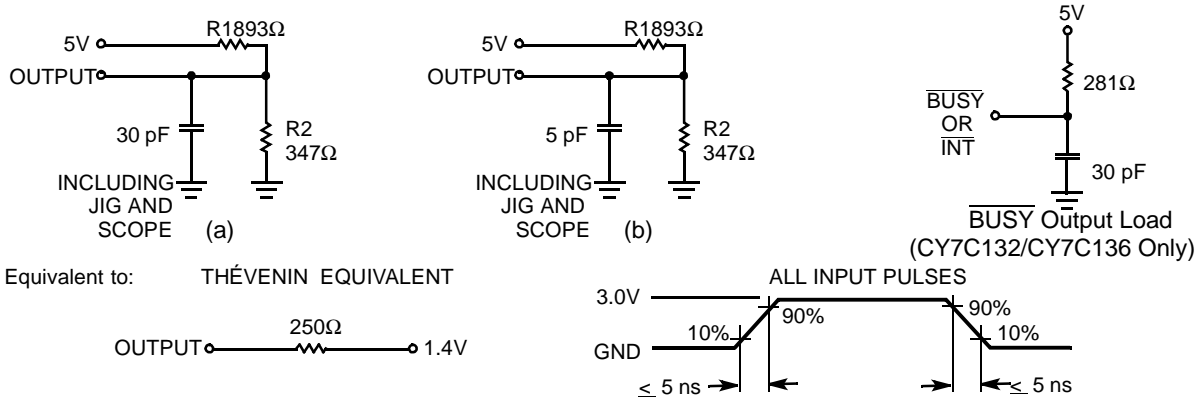 5V
R1893Ω
OUTPUT
30 pF
R2
347Ω
INCLUDING
JIG AND
SCOPE
(a)
5V
R1893Ω
OUTPUT
5 pF
R2
347Ω
INCLUDING
JIG AND
SCOPE
(b)
5V
281Ω
BUSY
OR
INT
30 pF
BUSY Output Load
(CY7C132/CY7C136 Only)
Equivalent to: THÉVENIN EQUIVALENT
OUTPUT
250Ω
1.4V
ALL INPUT PULSES
3.0V
GND
10%
90%
90%
10%
≤ 5 ns
≤ 5 ns